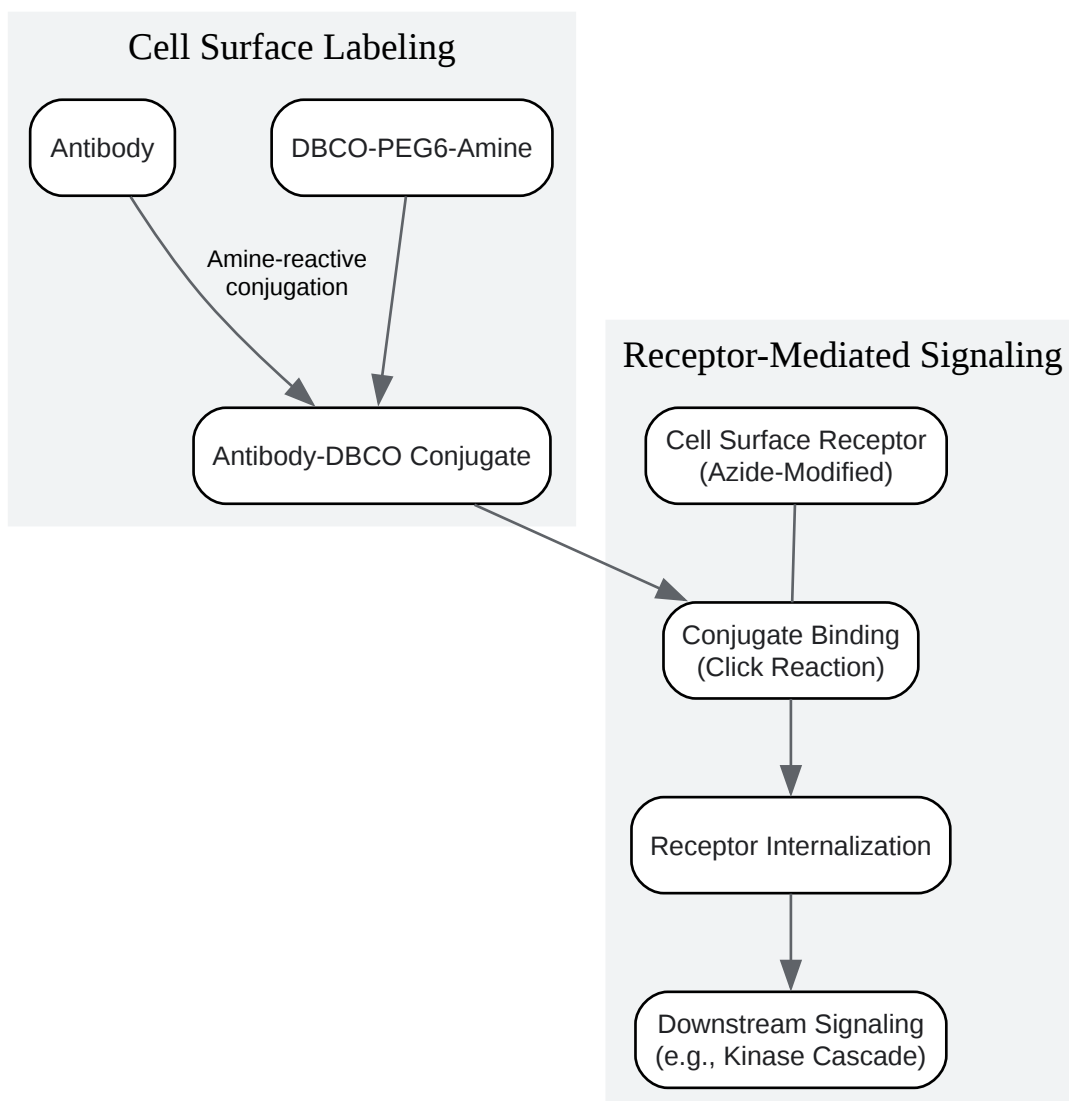 Cell Surface Labeling
Antibody
DBCO-PEG6-Amine
Amine-reactive
conjugation
Antibody-DBCO Conjugate
Receptor-Mediated Signaling
Cell Surface Receptor
(Azide-Modified)
Conjugate Binding
(Click Reaction)
Receptor Internalization
Downstream Signaling
(e.g., Kinase Cascade)